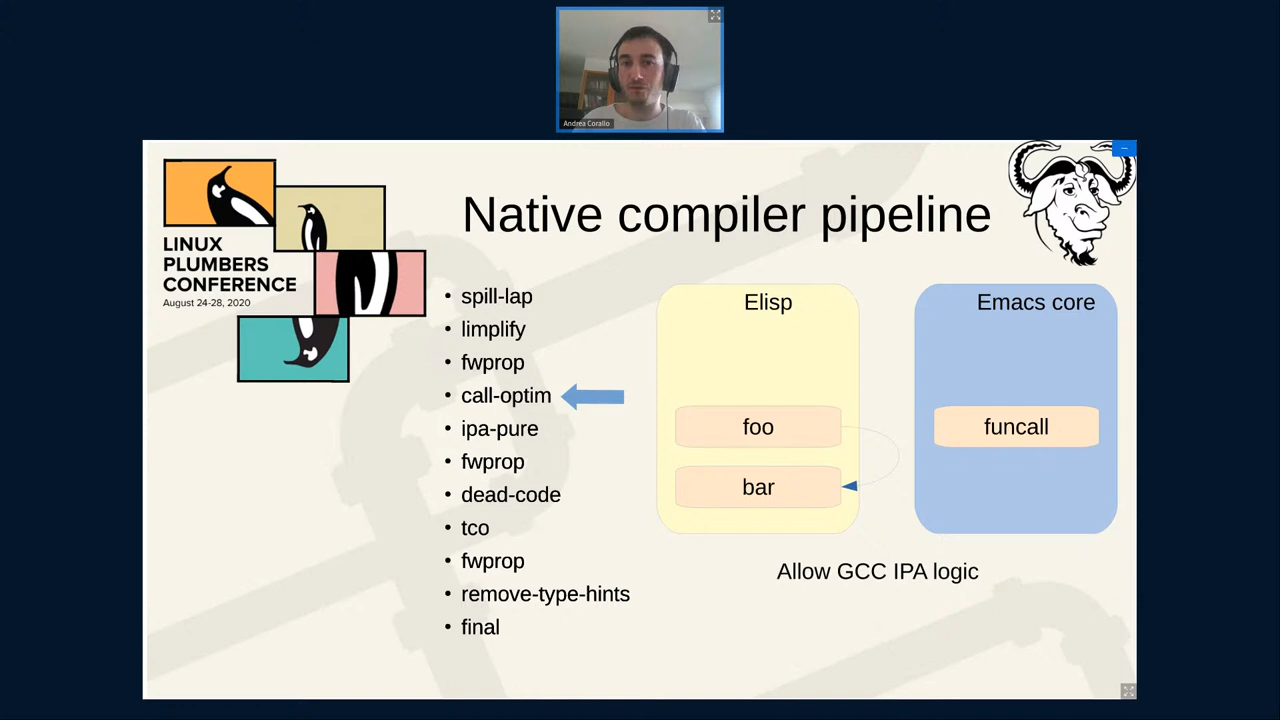 Andrea Corallo
LINUX
PLUMBERS
CONFERENCE
August 24-28, 2020
Native compiler pipeline
• spill-lap
• limplify
• fwprop
• call-optim
• ipa-pure
• fwprop
• dead-code
• tco
• fwprop
• remove-type-hints
• final
Elisp
foo
bar
Emacs core
funcall
Allow GCC IPA logic